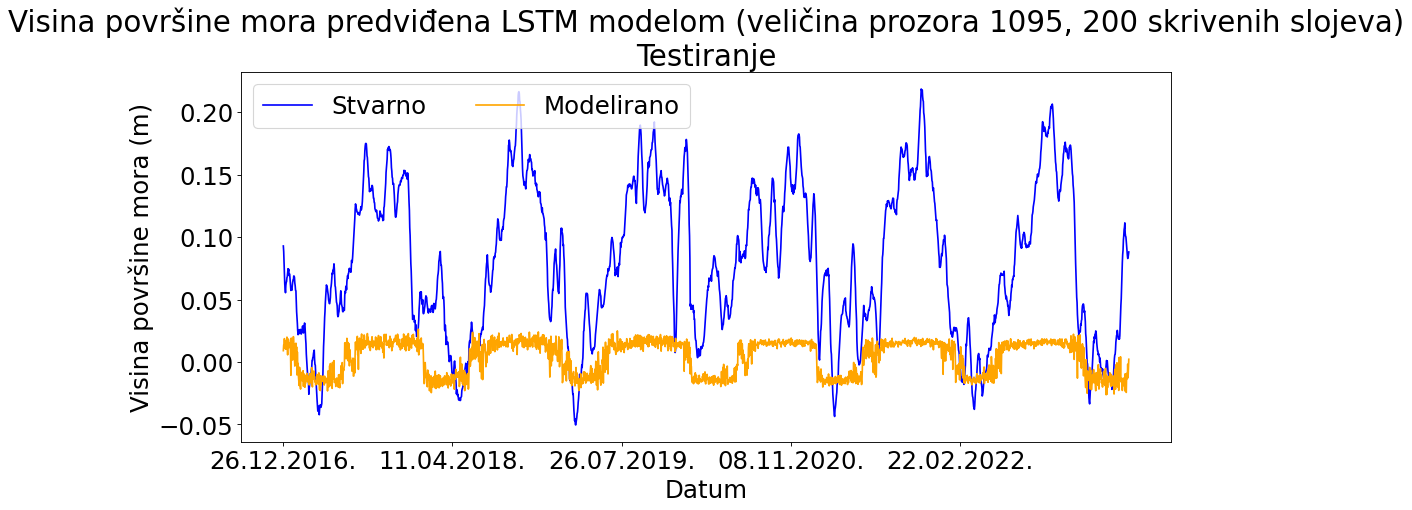 Visina površine mora predviđena LSTM modelom (veličina prozora 1095, 200 skrivenih slojeva)
Testiranje
Stvarno
Modelirano
Visina površine mora (m)
0.20
0.15
0.10
0.05
0.00
−0.05
26.12.2016.
11.04.2018.
26.07.2019.
08.11.2020.
22.02.2022.
Datum